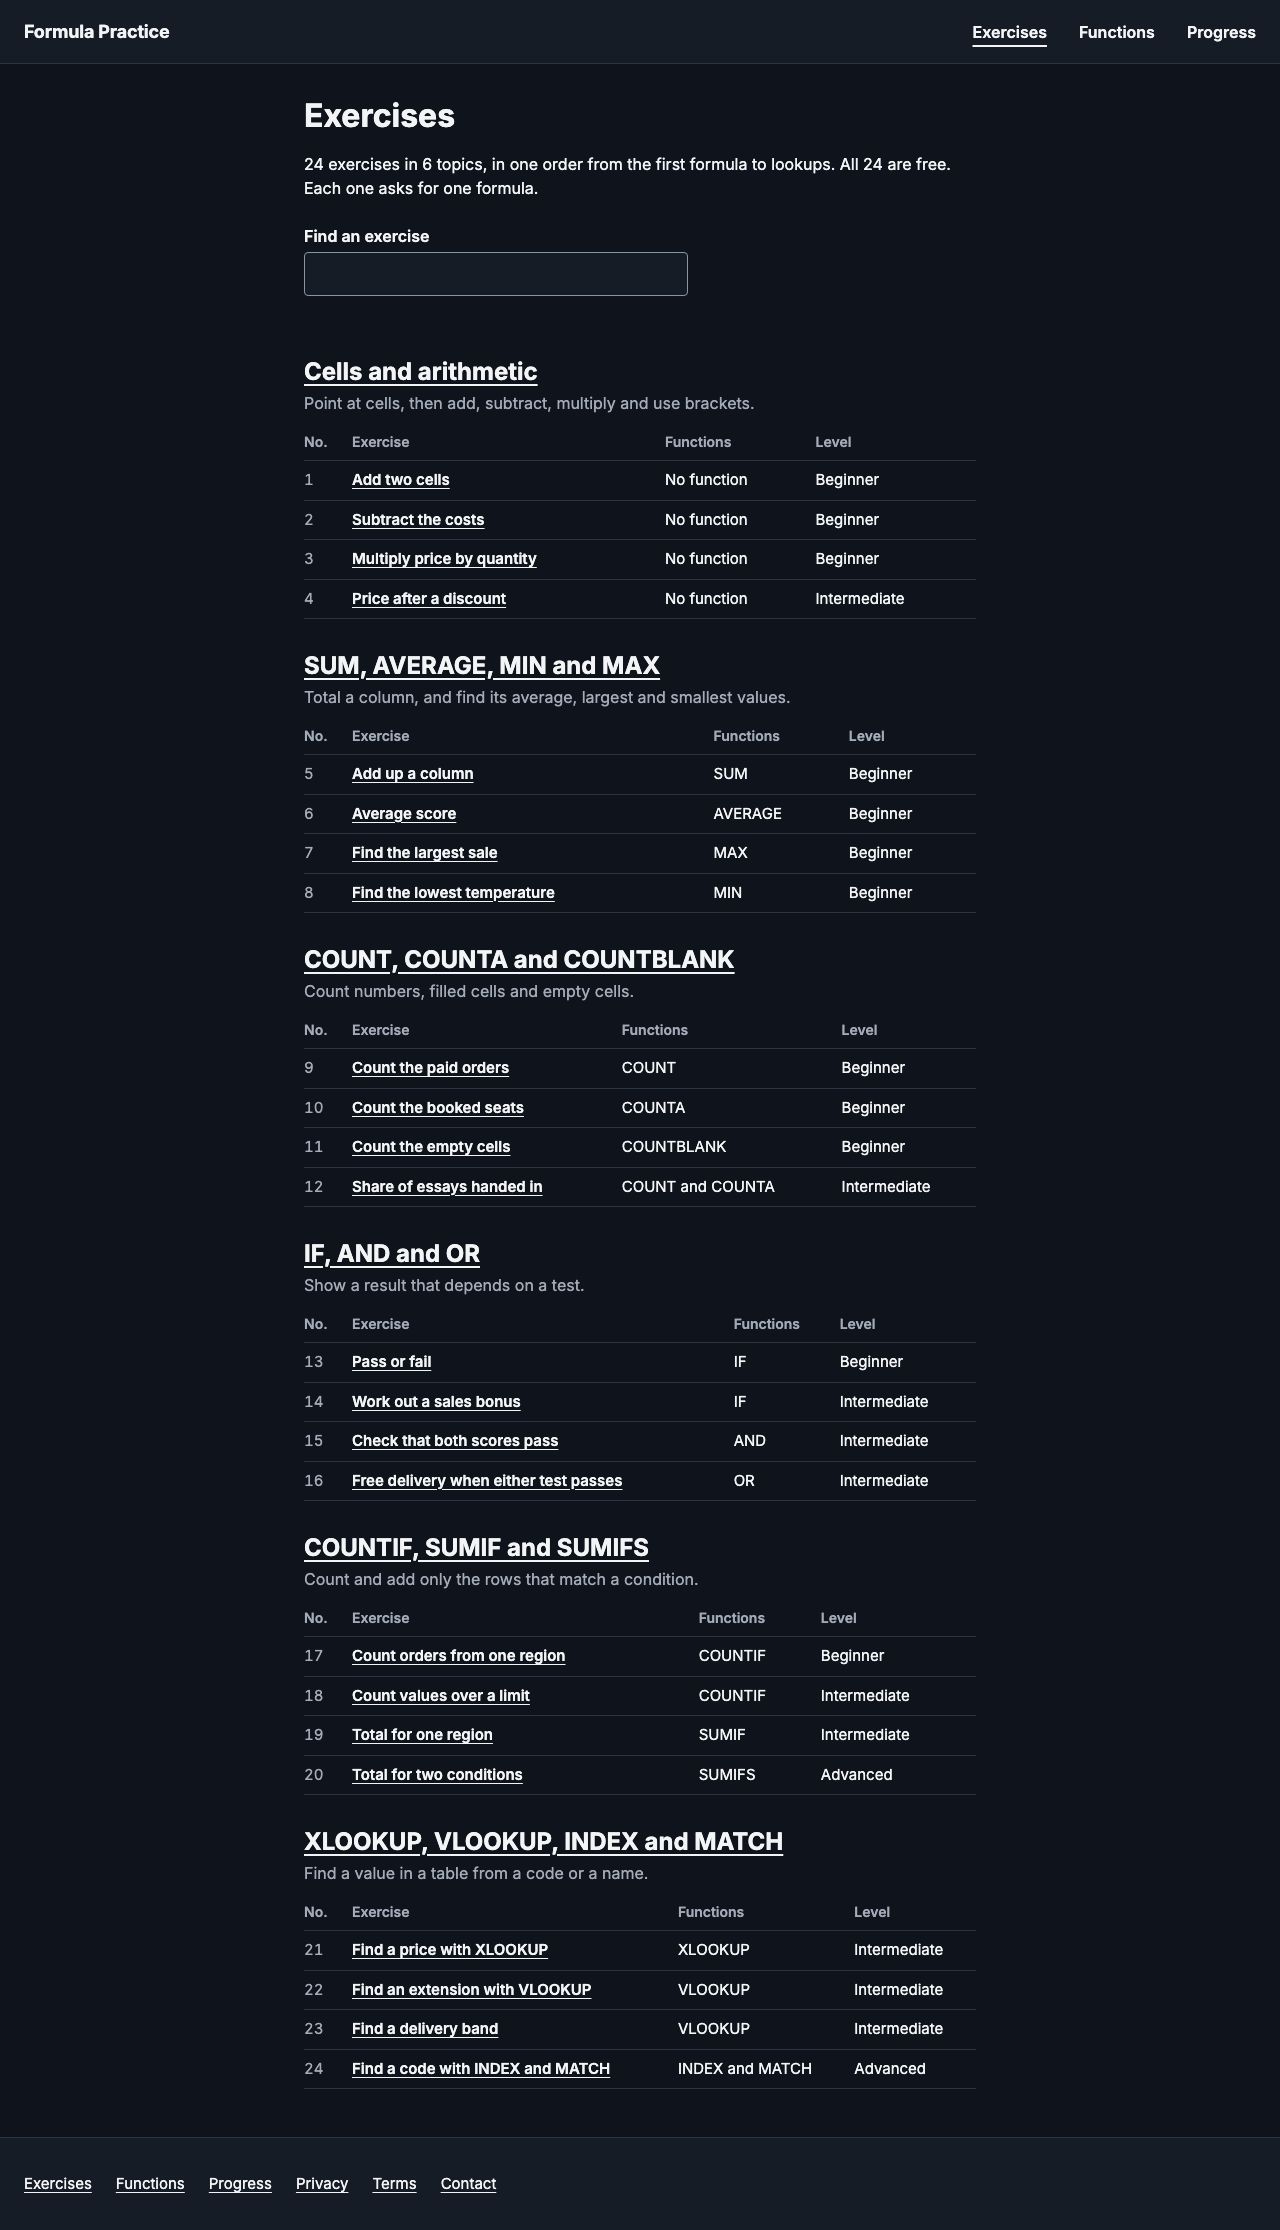 Formula Practice
Exercises Functions Progress
Exercises
24 exercises in 6 topics, in one order from the first formula to lookups. All 24 are free.
Each one asks for one formula.
Find an exercise
Cells and arithmetic
Point at cells, then add, subtract, multiply and use brackets.
No. Exercise Functions Level
1 Add two cells No function Beginner
2 Subtract the costs No function Beginner
3 Multiply price by quantity No function Beginner
4 Price after a discount No function Intermediate
SUM, AVERAGE, MIN and MAX
Total a column, and find its average, largest and smallest values.
No. Exercise Functions Level
5 Add up a column SUM Beginner
6 Average score AVERAGE Beginner
7 Find the largest sale MAX Beginner
8 Find the lowest temperature MIN Beginner
COUNT, COUNTA and COUNTBLANK
Count numbers, filled cells and empty cells.
No. Exercise Functions Level
9 Count the paid orders COUNT Beginner
10 Count the booked seats COUNTA Beginner
11 Count the empty cells COUNTBLANK Beginner
12 Share of essays handed in COUNT and COUNTA Intermediate
IF, AND and OR
Show a result that depends on a test.
No. Exercise Functions Level
13 Pass or fail IF Beginner
14 Work out a sales bonus IF Intermediate
15 Check that both scores pass AND Intermediate
16 Free delivery when either test passes OR Intermediate
COUNTIF, SUMIF and SUMIFS
Count and add only the rows that match a condition.
No. Exercise Functions Level
17 Count orders from one region COUNTIF Beginner
18 Count values over a limit COUNTIF Intermediate
19 Total for one region SUMIF Intermediate
20 Total for two conditions SUMIFS Advanced
XLOOKUP, VLOOKUP, INDEX and MATCH
Find a value in a table from a code or a name.
No. Exercise Functions Level
21 Find a price with XLOOKUP XLOOKUP Intermediate
22 Find an extension with VLOOKUP VLOOKUP Intermediate
23 Find a delivery band VLOOKUP Intermediate
24 Find a code with INDEX and MATCH INDEX and MATCH Advanced
Exercises Functions Progress Privacy Terms Contact